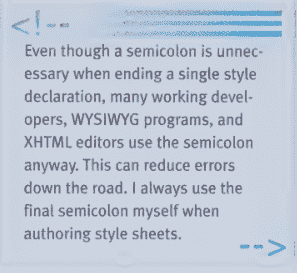 <!--
Even though a semicolon is unnec-
essary when ending a single style
declaration, many working devel-
opers, WYSIWYG programs, and
XHTML editors use the semicolon
anyway. This can reduce errors
down the road. I always use the
final semicolon myself when
authoring style sheets.
-->